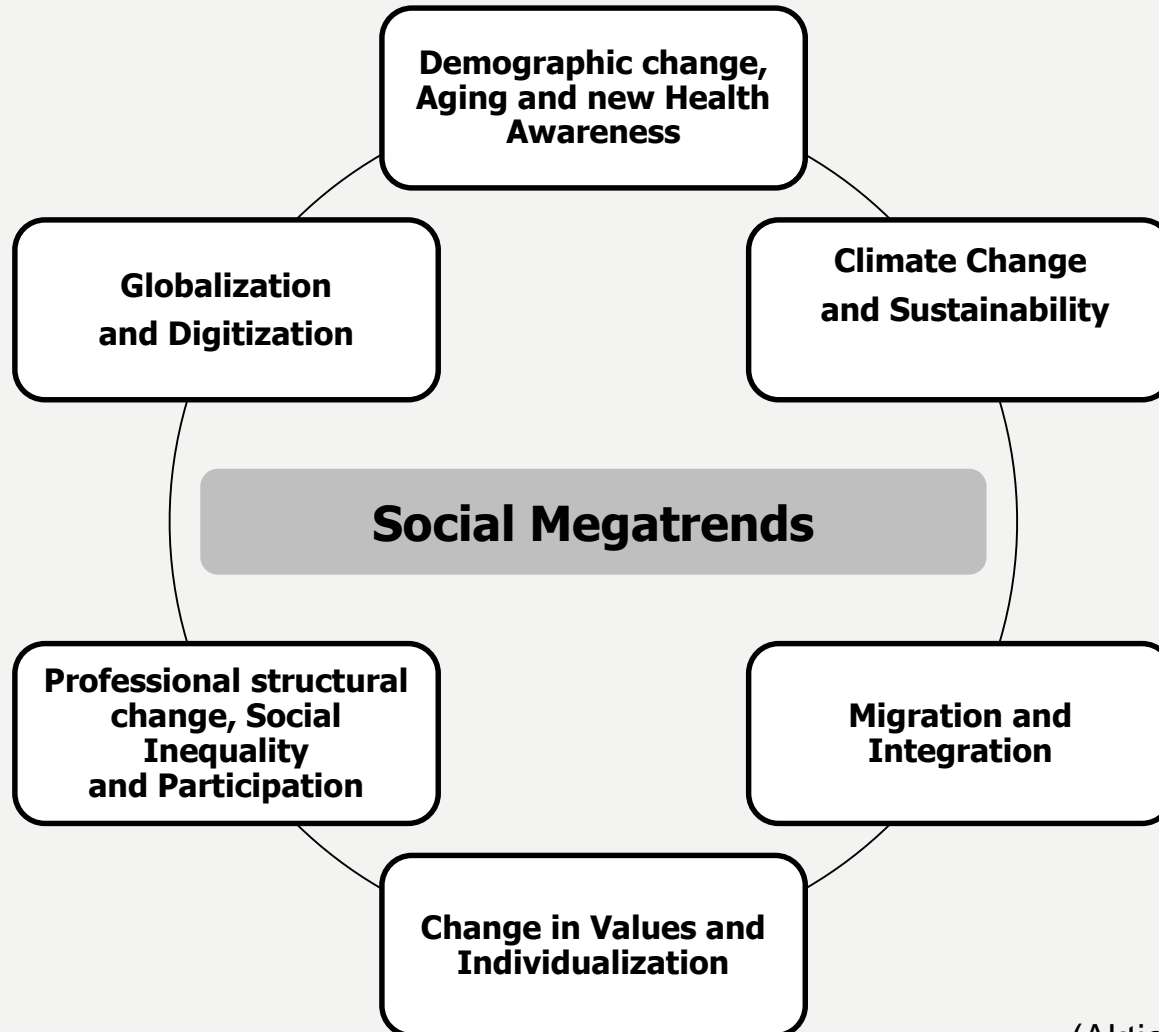 Demographic change,
Aging and new Health
Awareness
Globalization
and Digitization
Climate Change
and Sustainability
Social Megatrends
Professional structural
change, Social
Inequality
and Participation
Migration and
Integration
Change in Values and
Individualization